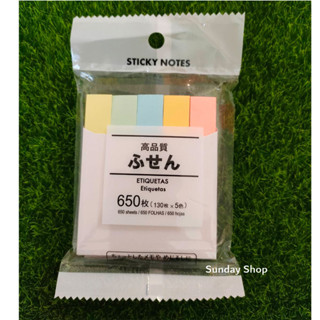 STICKY NOTES
高品質
ふせん
ETIQUETAS
Etiquetas
650枚(130枚×5色)
650 sheets / 650 FOLHAS / 650 hojas
Sunday Shop